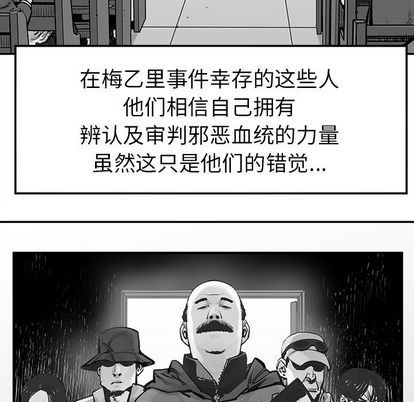 在梅乙里事件幸存的这些人
他们相信自己拥有
辨认及审判邪恶血统的力量
虽然这只是他们的错觉...